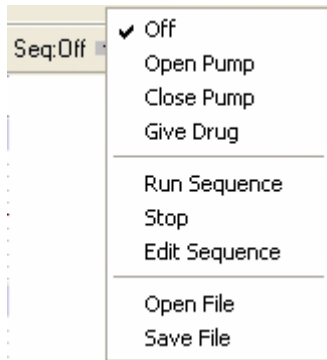 Seq:Off
Off
Open Pump
Close Pump
Give Drug
Run Sequence
Stop
Edit Sequence
Open File
Save File